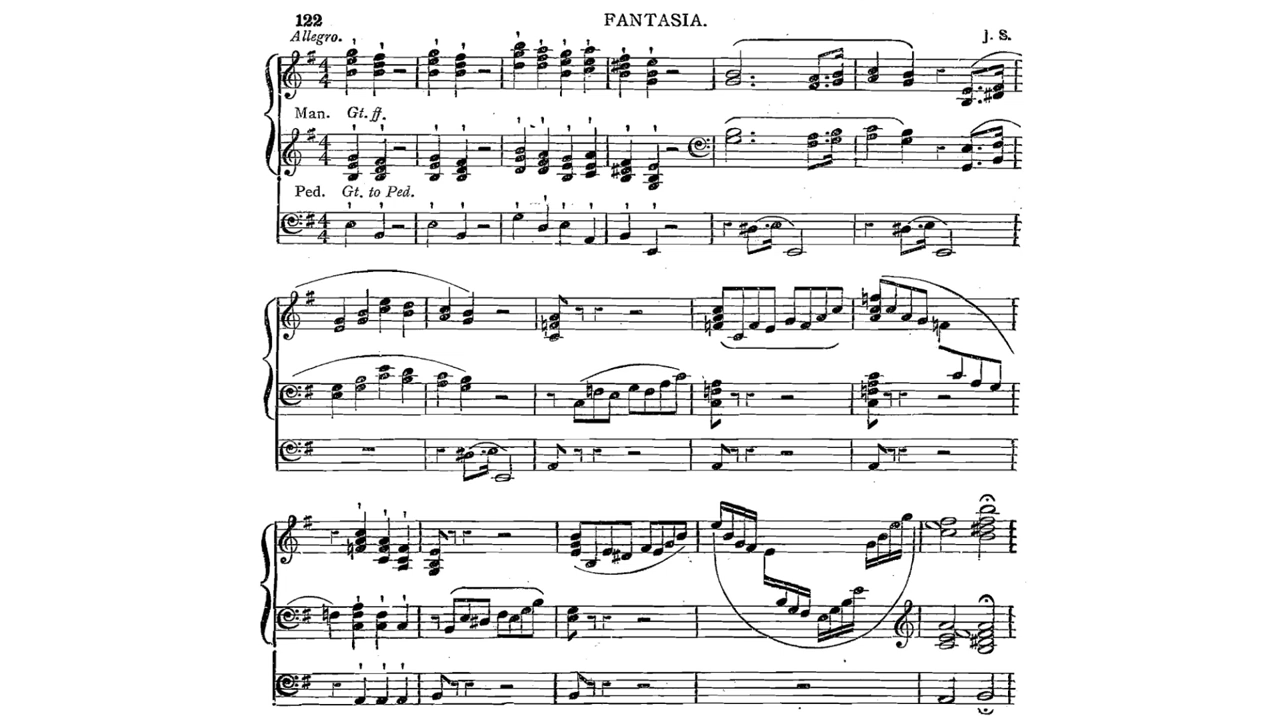 122 FANTASIA.
Allegro. J. S.
Man. Gt. ff.
Ped. Gt. to Ped.